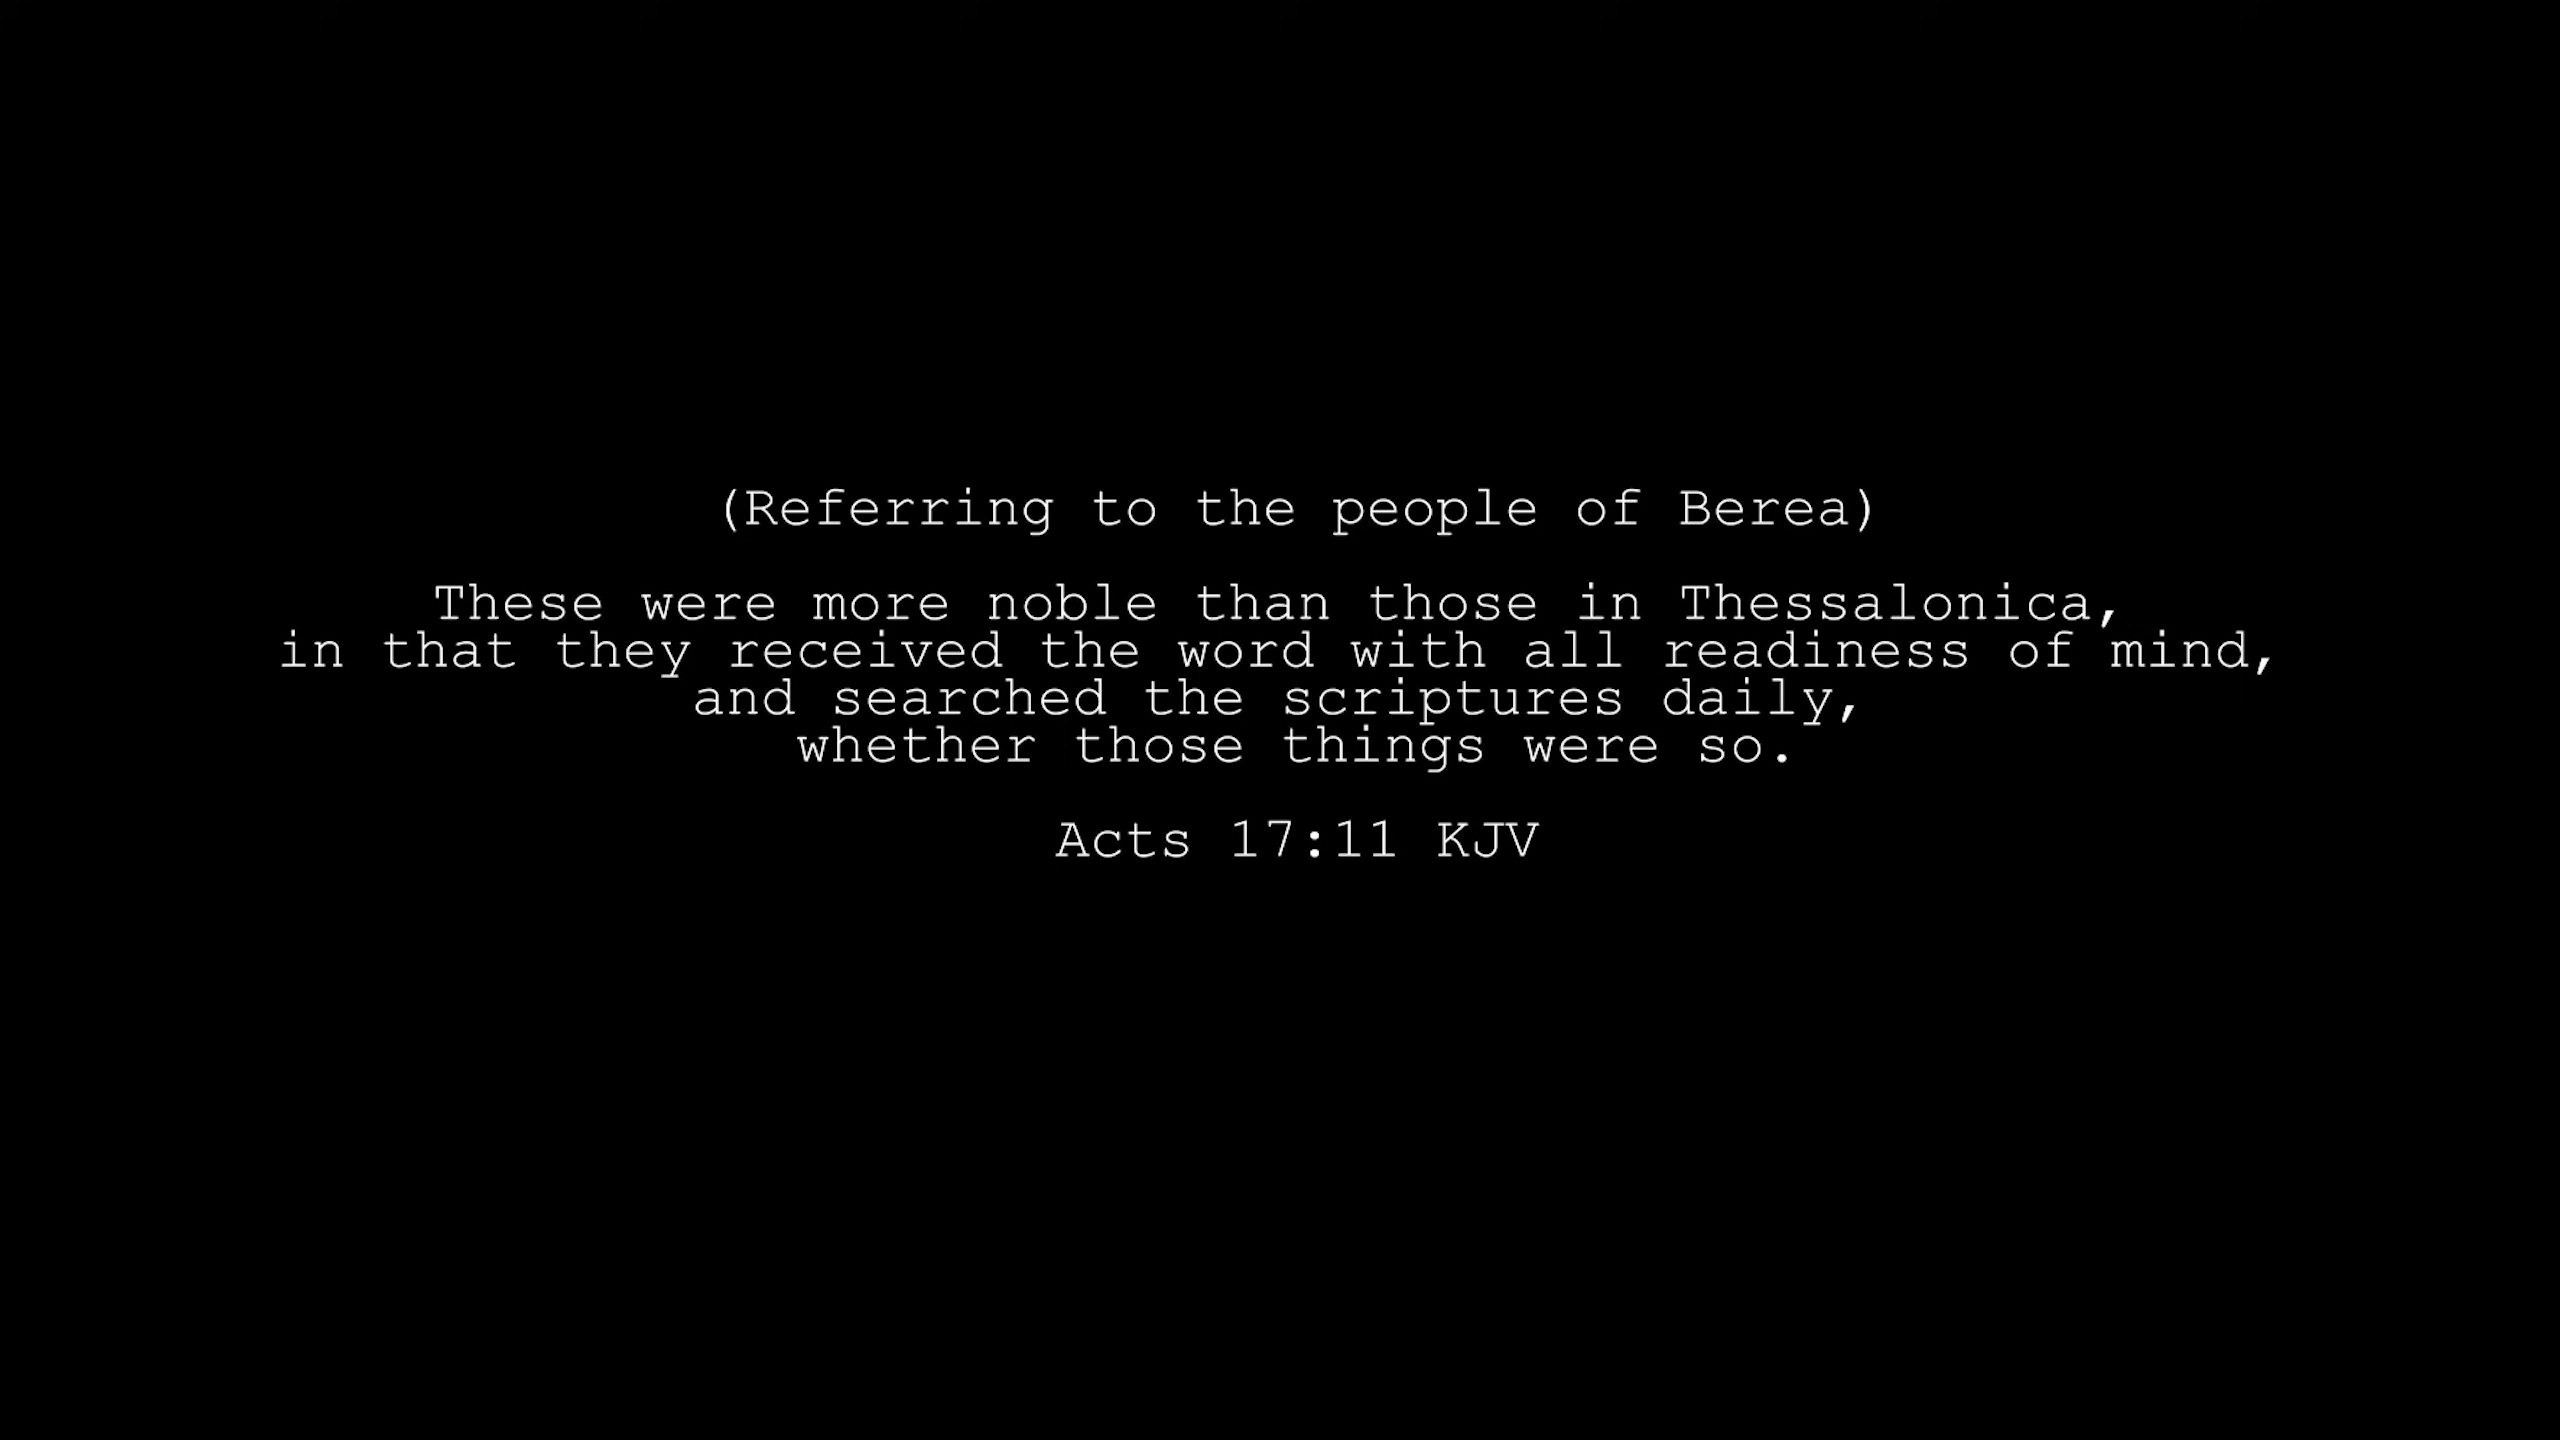 (Referring to the people of Berea)
These were more noble than those in Thessalonica,
in that they received the word with all readiness of mind,
and searched the scriptures daily,
whether those things were so.
Acts 17:11 KJV